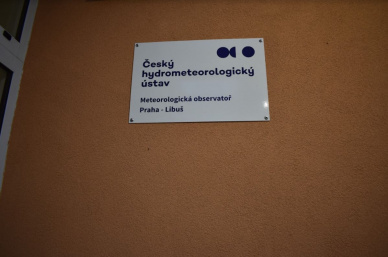 Český
hydrometeorologický
ústav
Meteorologická observatoř
Praha - Libuš